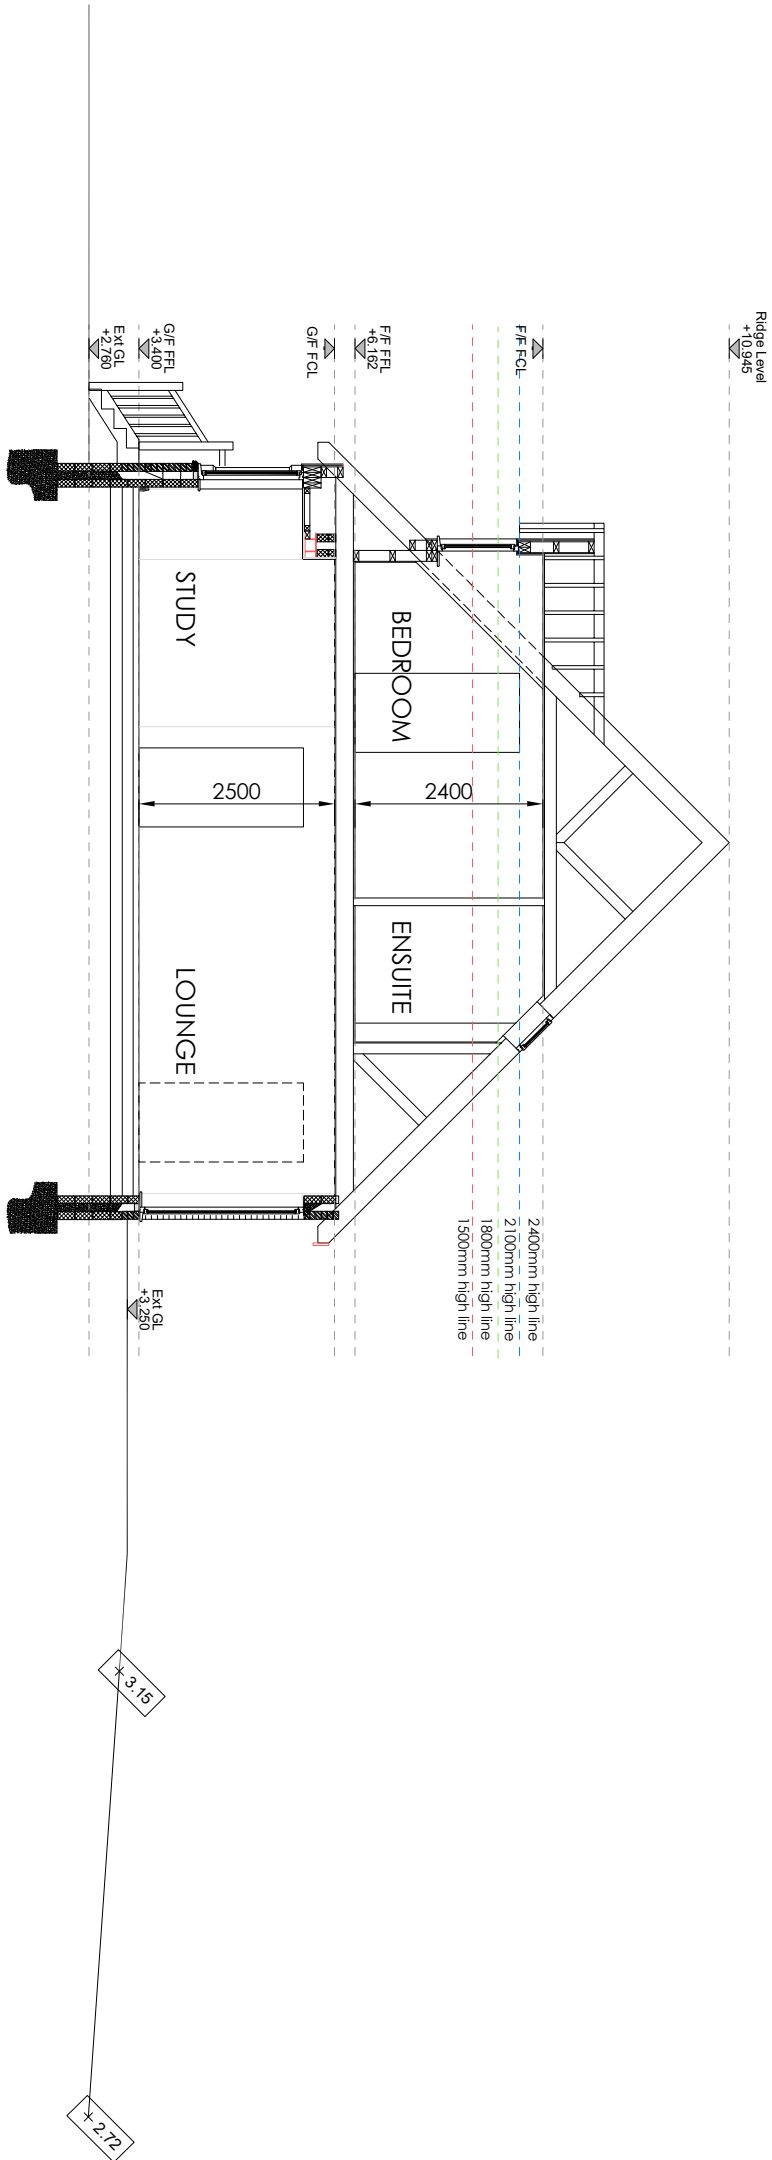 Ridge Level
+10.945
F/F FCL
F/F FFL
+6.162
G/F FCL
G/F FFL
+3.400
Ext GL
+2.760
2400mm high line
2100mm high line
1800mm high line
1500mm high line
BEDROOM
2400
ENSUITE
STUDY
2500
LOUNGE
Ext GL
+3.250
3.15
2.72